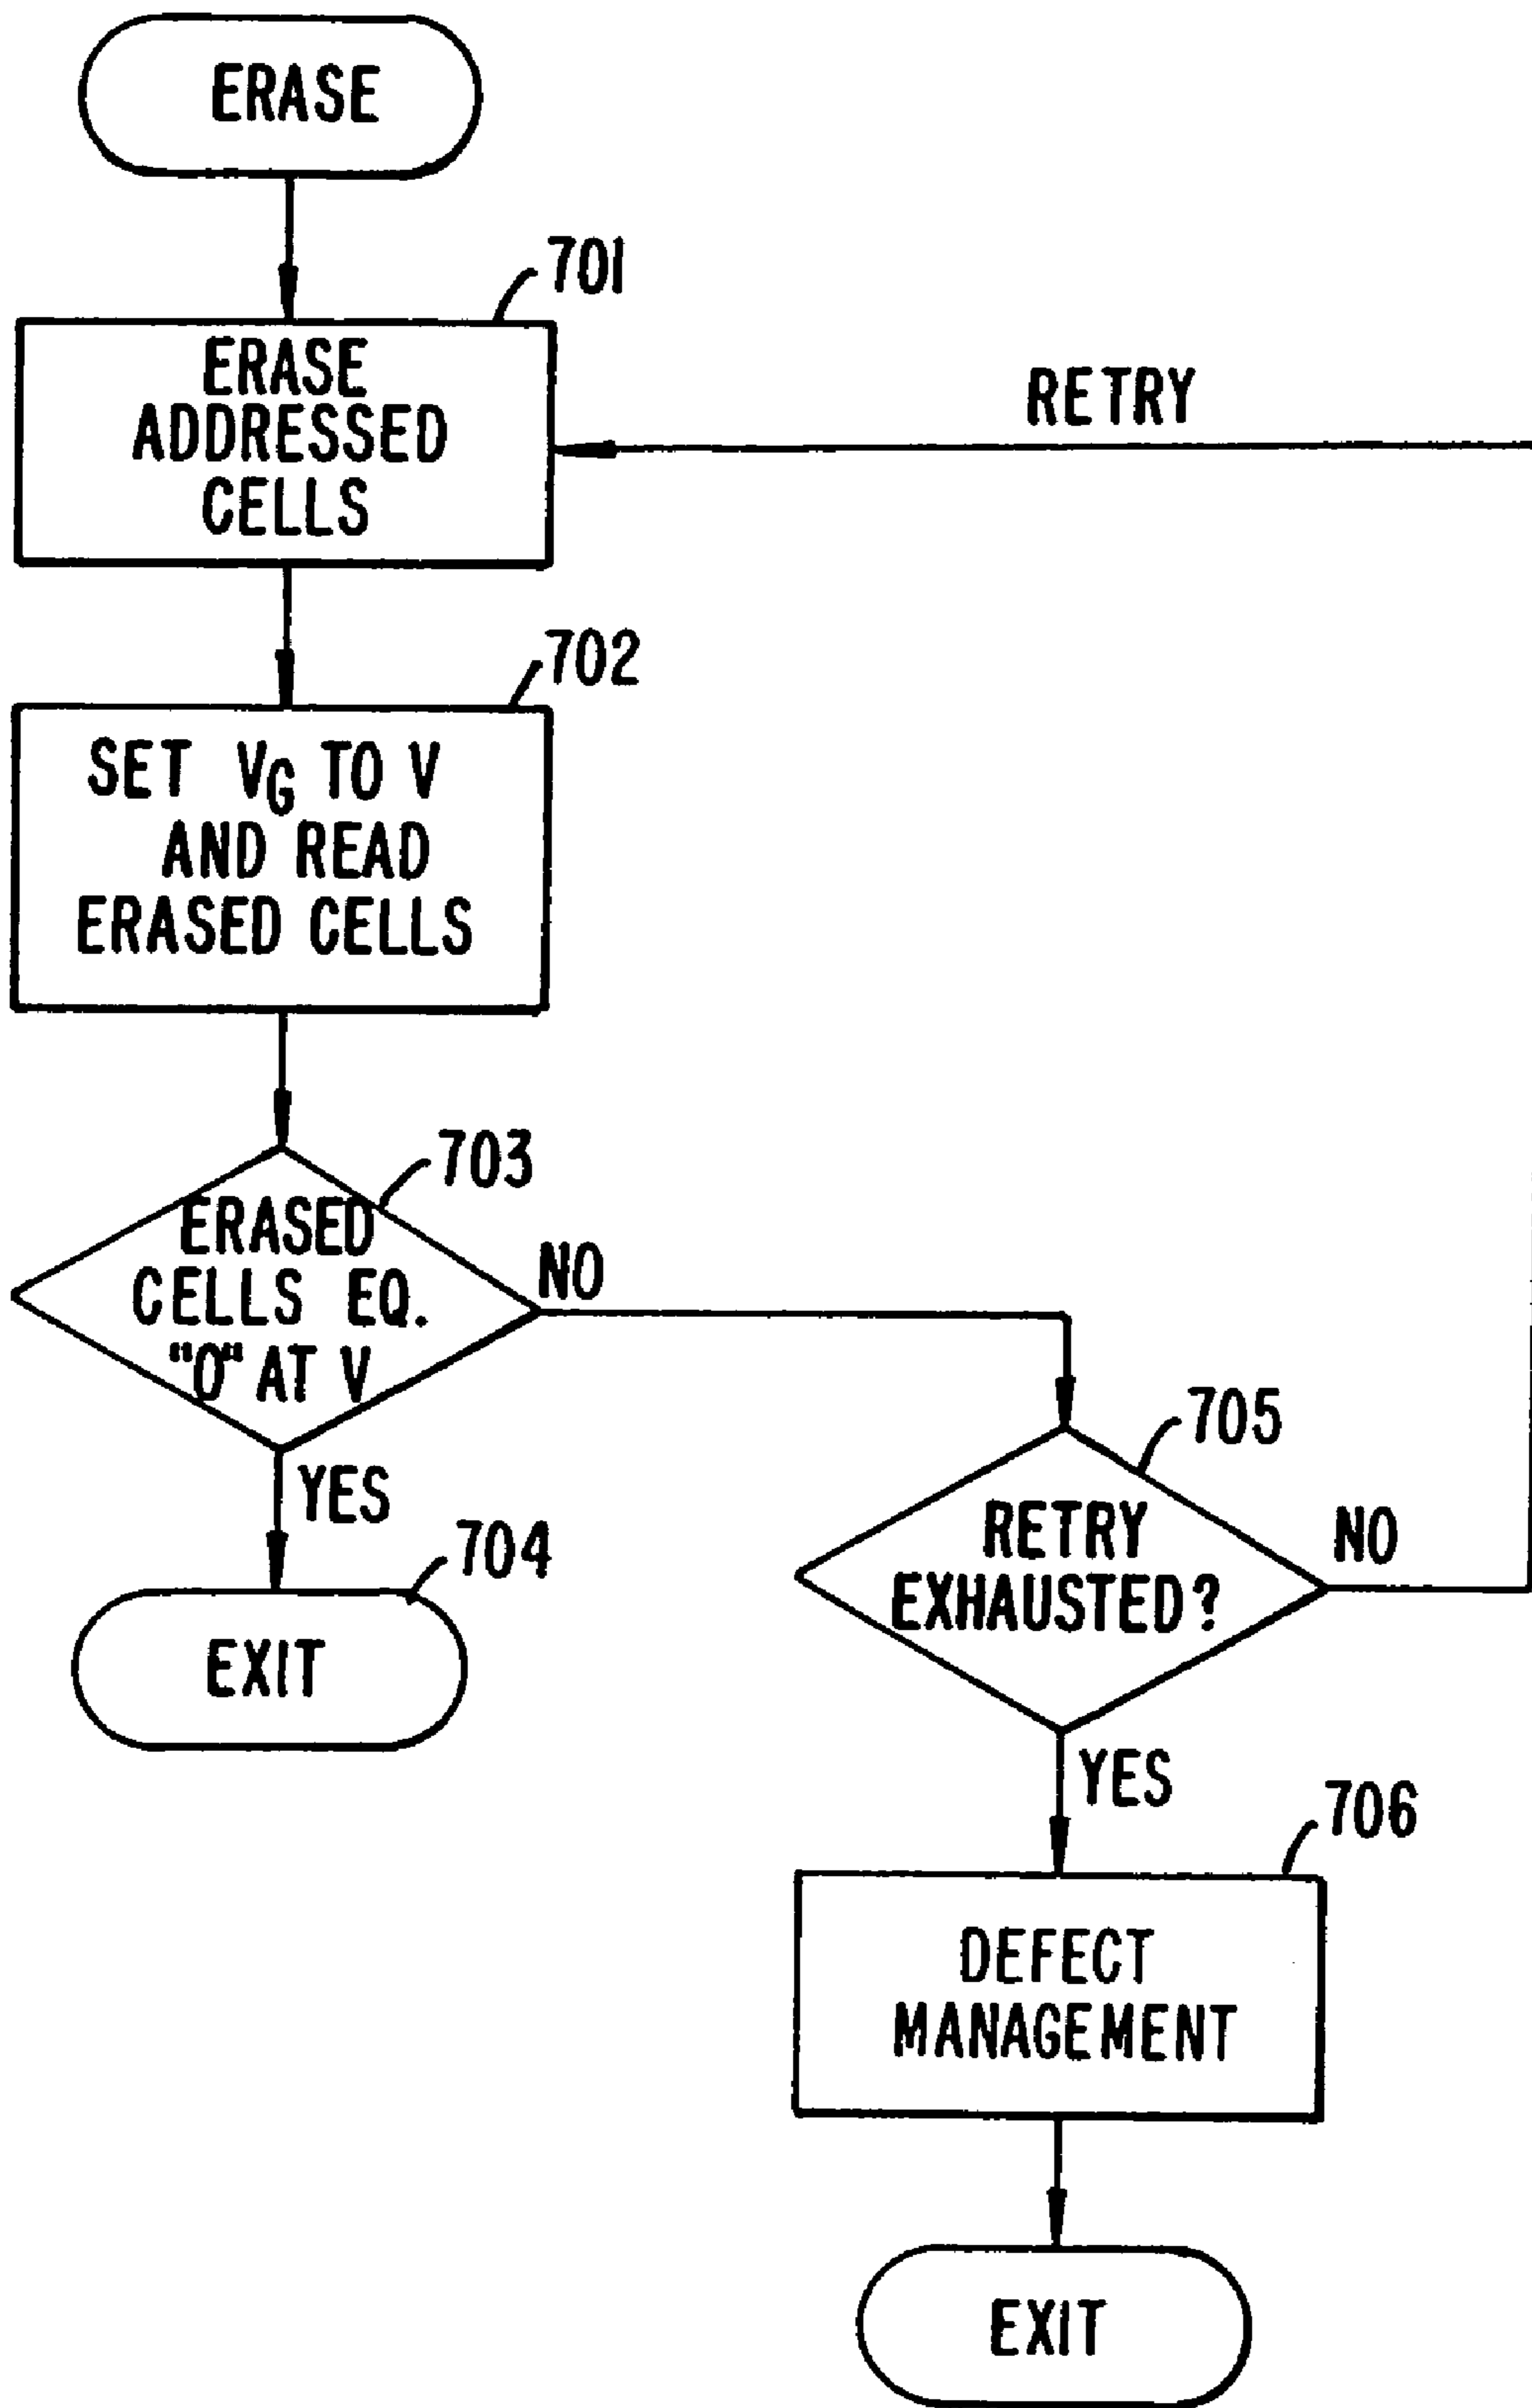 ERASE
701
ERASE
ADDRESSED
CELLS
RETRY
702
SET VG TO V
AND READ
ERASED CELLS
703
ERASED
CELLS EQ.
"0" AT V
NO
YES
704
EXIT
705
RETRY
EXHAUSTED?
NO
YES
706
DEFECT
MANAGEMENT
EXIT